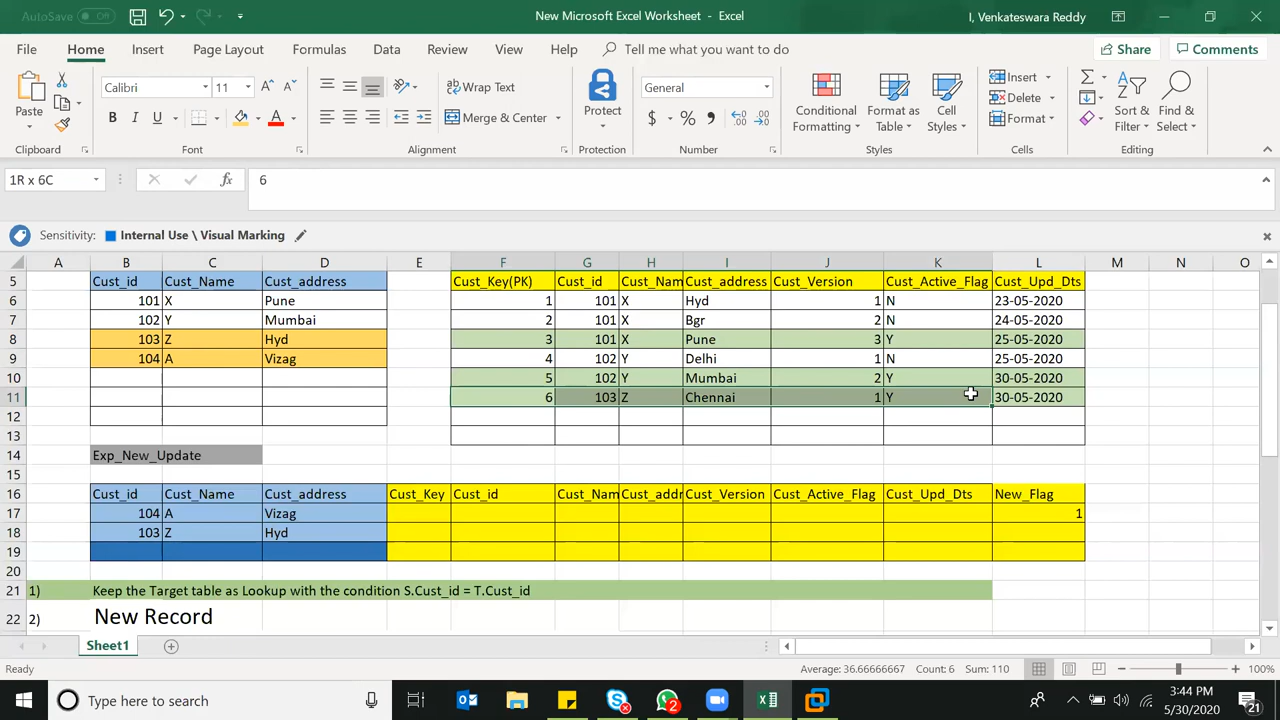 AutoSave Off New Microsoft Excel Worksheet - Excel I, Venkateswara Reddy
File Home Insert Page Layout Formulas Data Review View Help Tell me what you want to do Share Comments
Paste Calibri 11 Wrap Text General Conditional Formatting Format as Table Cell Styles Insert Sort & Filter Find & Select
Merge & Center Protect $ % Delete
Format
Clipboard Font Alignment Protection Number Styles Cells Editing
1R x 6C fx 6
Sensitivity: Internal Use \ Visual Marking
A B C D E F G H I J K L M N O
5 Cust_id Cust_Name Cust_address Cust_Key(PK) Cust_id Cust_Nam Cust_address Cust_Version Cust_Active_Flag Cust_Upd_Dts
6 101 X Pune 1 101 X Hyd 1 N 23-05-2020
7 102 Y Mumbai 2 101 X Bgr 2 N 24-05-2020
8 103 Z Hyd 3 101 X Pune 3 Y 25-05-2020
9 104 A Vizag 4 102 Y Delhi 1 N 25-05-2020
10 5 102 Y Mumbai 2 Y 30-05-2020
11 6 103 Z Chennai 1 Y 30-05-2020
12
13
14 Exp_New_Update
15
16 Cust_id Cust_Name Cust_address Cust_Key Cust_id Cust_Nam Cust_addr Cust_Version Cust_Active_Flag Cust_Upd_Dts New_Flag
17 104 A Vizag 1
18 103 Z Hyd
19
20
21 1) Keep the Target table as Lookup with the condition S.Cust_id = T.Cust_id
22 2) New Record
Sheet1
Ready Average: 36.66666667 Count: 6 Sum: 110 100%
Type here to search 2 3:44 PM
5/30/2020 21